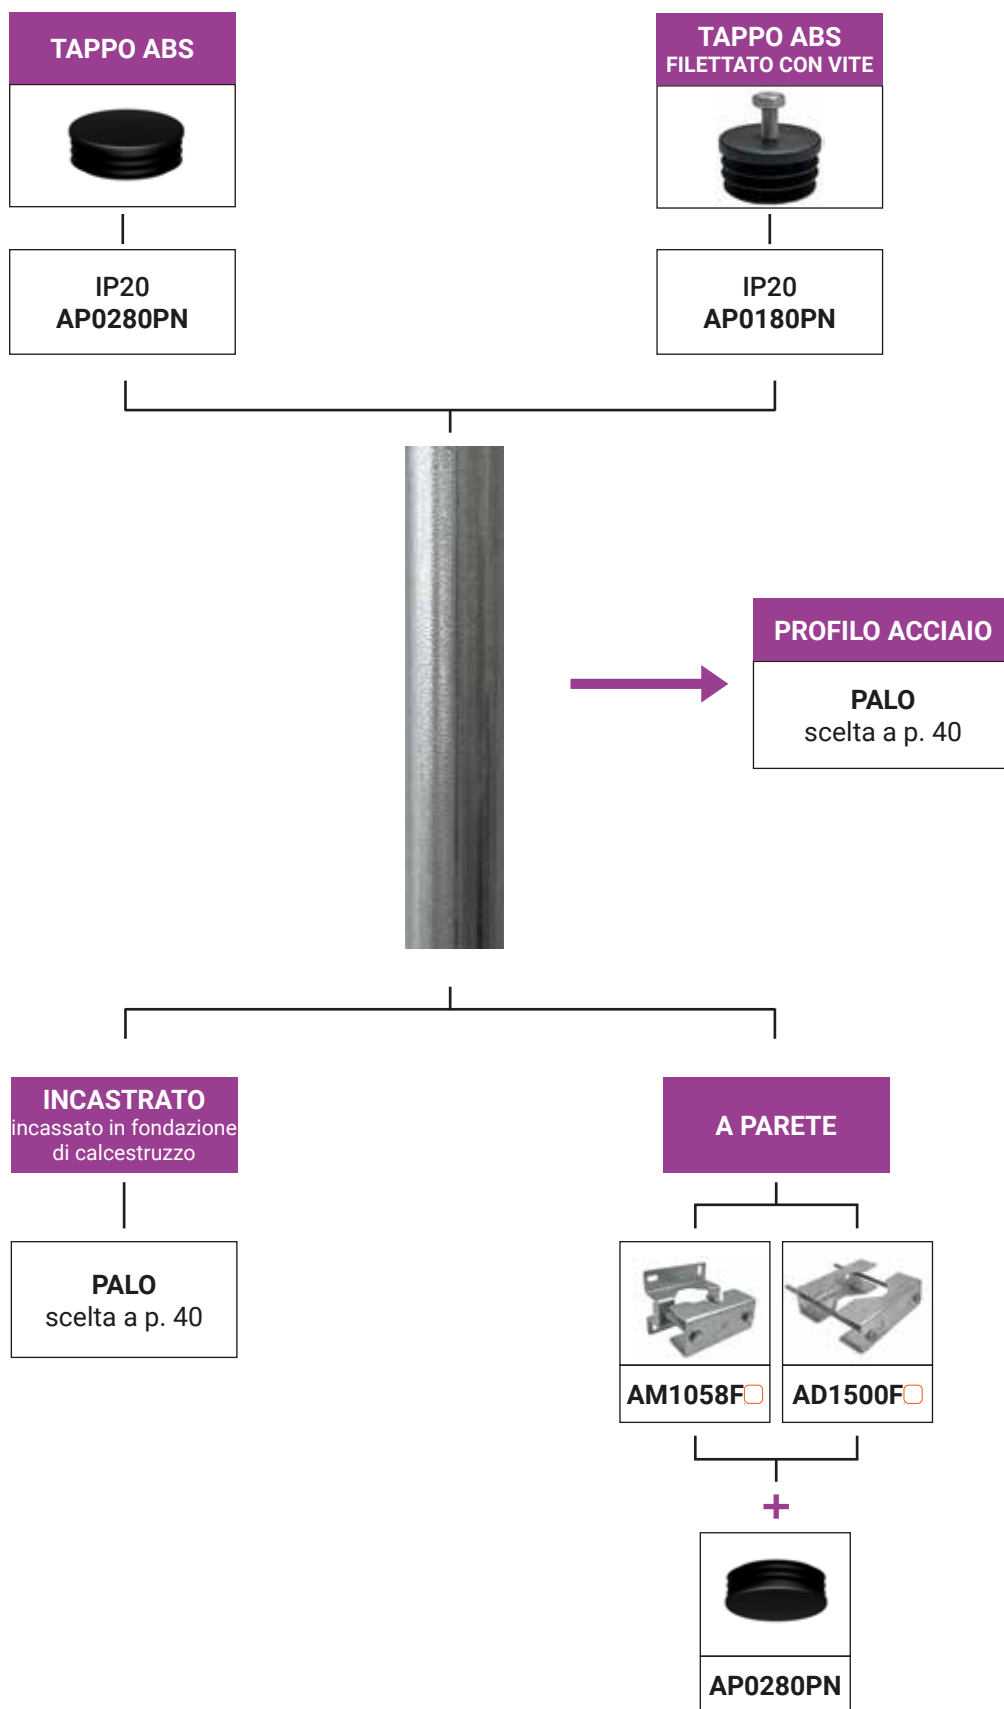 TAPPO ABS
TAPPO ABS
FILETTATO CON VITE
IP20
AP0280PN
IP20
AP0180PN
PROFILO ACCIAIO
PALO
scelta a p. 40
INCASTRATO
incassato in fondazione
di calcestruzzo
A PARETE
PALO
scelta a p. 40
AM1058F
AD1500F
+
AP0280PN